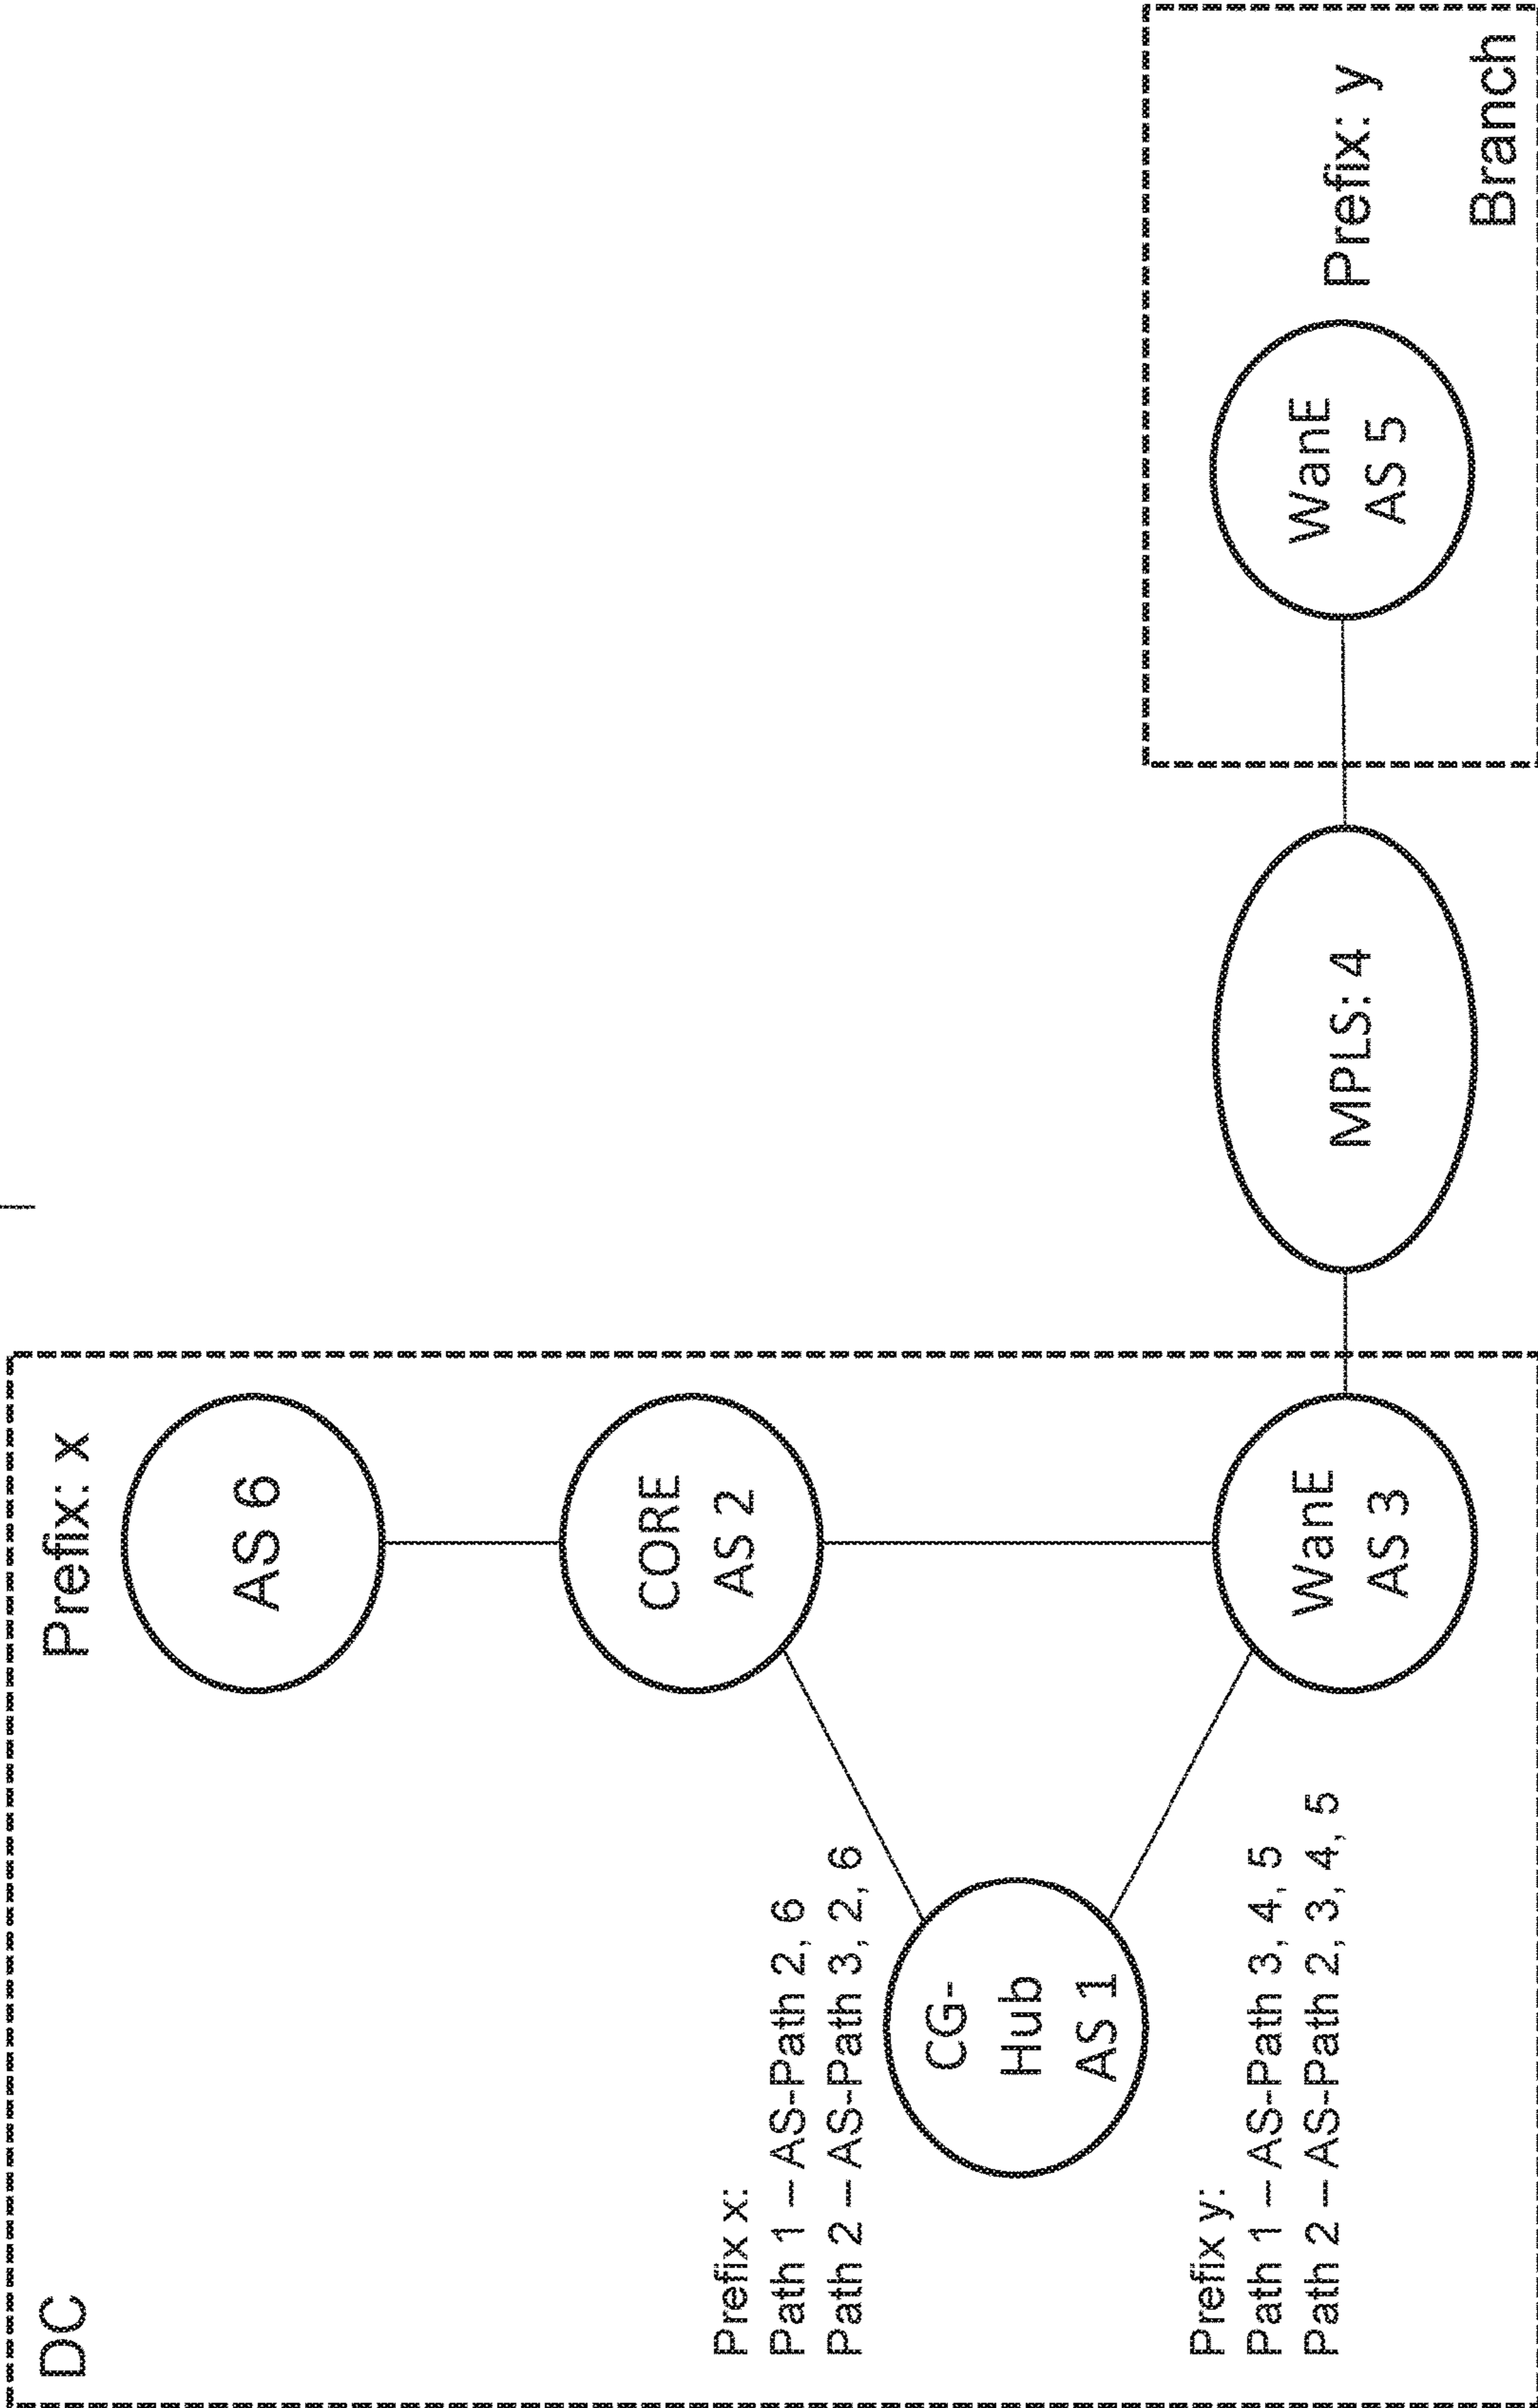 DC
Prefix: x
AS 6
CORE
AS 2
Prefix x:
Path 1 – AS-Path 2, 6
Path 2 – AS-Path 3, 2, 6
CG-
Hub
AS 1
Prefix y:
Path 1 – AS-Path 3, 4, 5
Path 2 – AS-Path 2, 3, 4, 5
WanE
AS 3
MPLS: 4
WanE
AS 5
Prefix: y
Branch